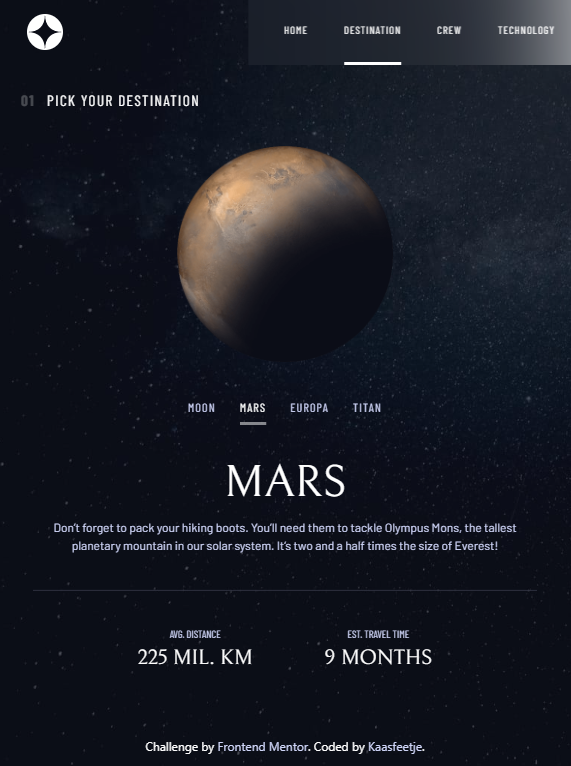 HOME DESTINATION CREW TECHNOLOGY
01 PICK YOUR DESTINATION
MOON MARS EUROPA TITAN
MARS
Don't forget to pack your hiking boots. You'll need them to tackle Olympus Mons, the tallest
planetary mountain in our solar system. It's two and a half times the size of Everest!
AVG. DISTANCE EST. TRAVEL TIME
225 MIL. KM 9 MONTHS
Challenge by Frontend Mentor. Coded by Kaasfeetje.